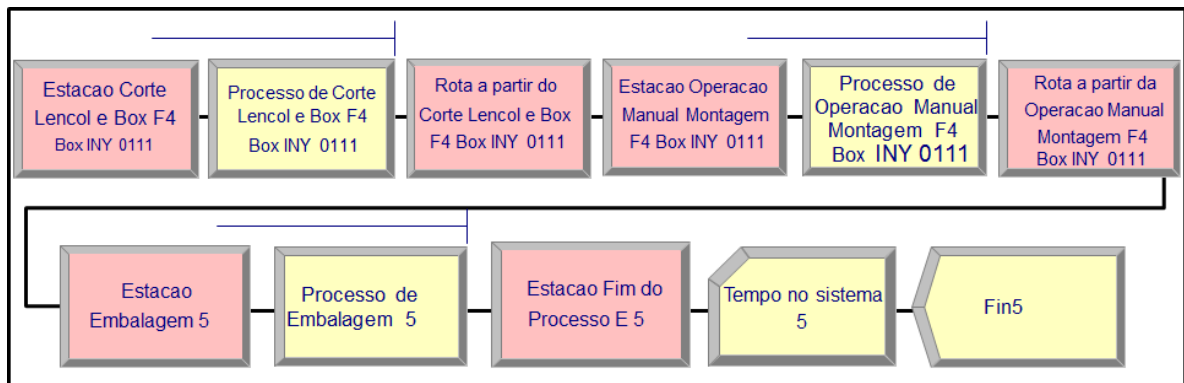 Estacao Corte
Lencol e Box F4
Box INY 0111
Processo de Corte
Lencol e Box F4
Box INY 0111
Rota a partir do
Corte Lencol e Box
F4 Box INY 0111
Estacao Operacao
Manual Montagem
F4 Box INY 0111
Processo de
Operacao Manual
Montagem F4
Box INY 0111
Rota a partir da
Operacao Manual
Montagem F4
Box INY 0111
Estacao
Embalagem 5
Processo de
Embalagem 5
Estacao Fim do
Processo E 5
Tempo no sistema
5
Fin5